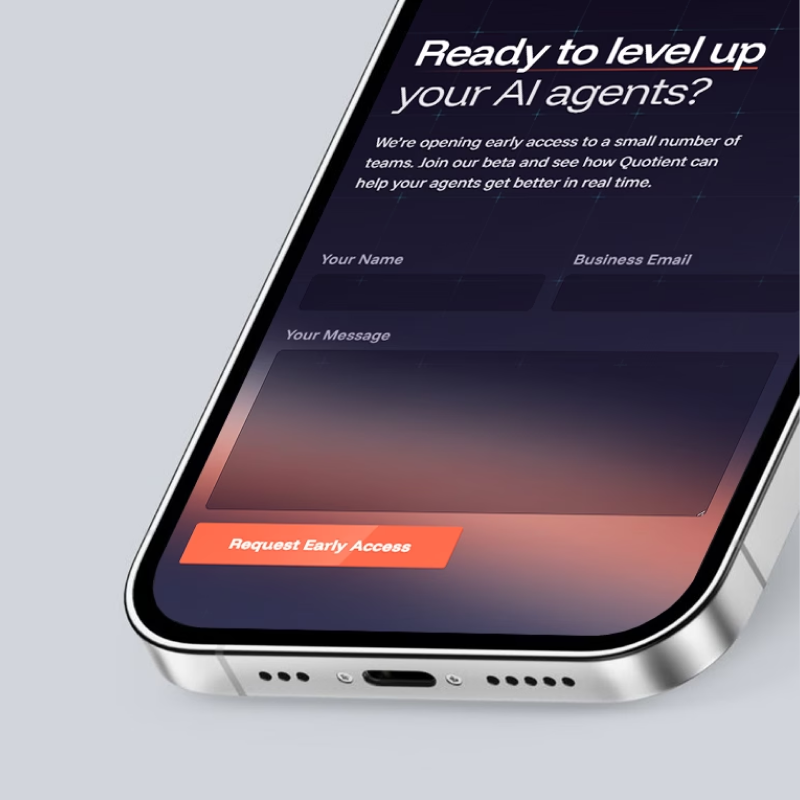 Ready to level up
your AI agents?
We're opening early access to a small number of
teams. Join our beta and see how Quotient can
help your agents get better in real time.
Your Name
Business Email
Your Message
Request Early Access